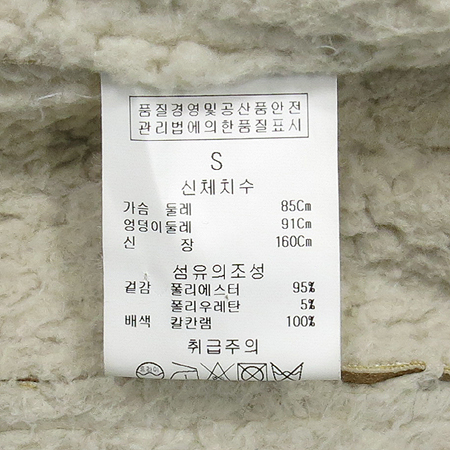 품질경영및공산품안전
관리법에의한품질표시
S
신체치수
가슴 둘레 85Cm
엉덩이둘레 91Cm
신 장 160Cm
섬유의조성
겉감 폴리에스터 95%
폴리우레탄 5%
배색 칼칸램 100%
취급주의